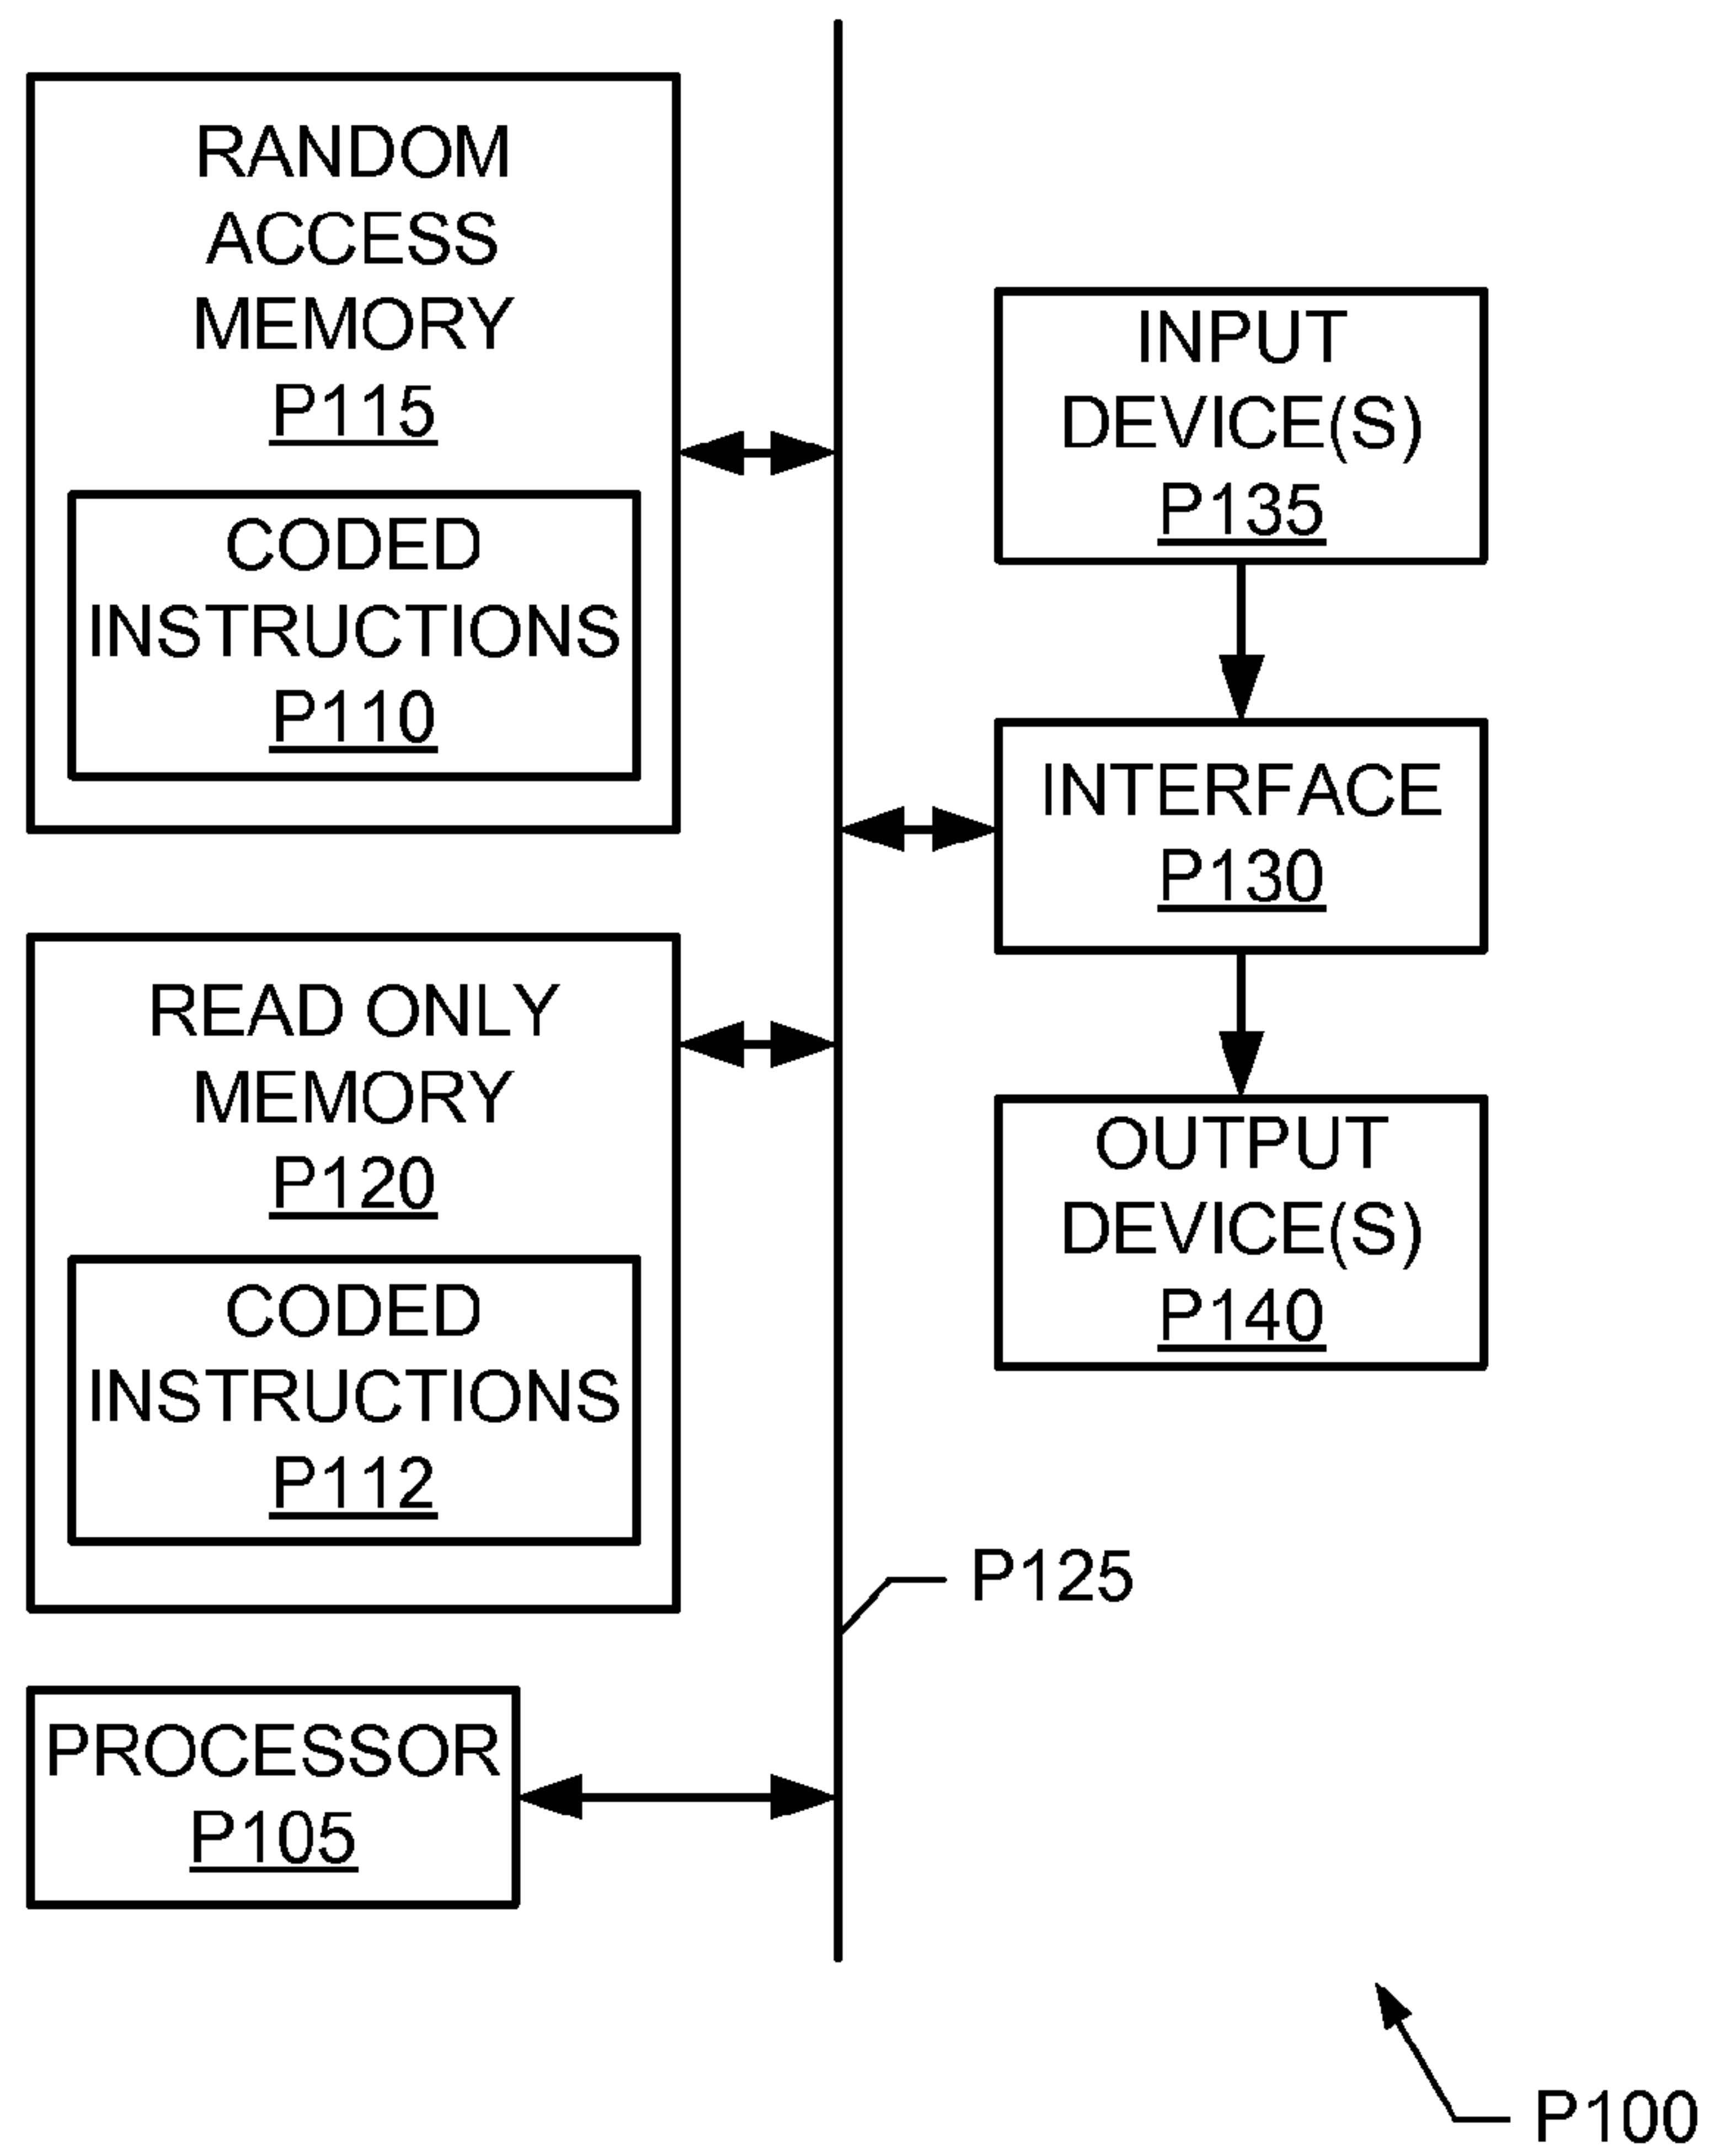 RANDOM
ACCESS
MEMORY
P115
CODED
INSTRUCTIONS
P110
READ ONLY
MEMORY
P120
CODED
INSTRUCTIONS
P112
PROCESSOR
P105
INPUT
DEVICE(S)
P135
INTERFACE
P130
OUTPUT
DEVICE(S)
P140
P125
P100